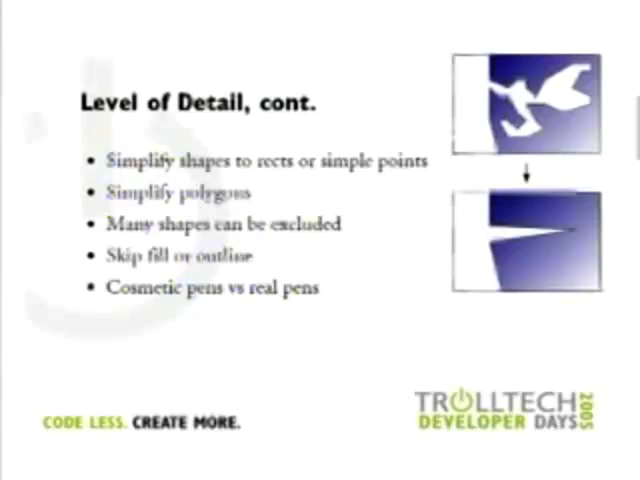 Level of Detail, cont.
Simplify shapes to rects or simple points
Simplify polygons
Many shapes can be excluded
Skip fill or outline
Cosmetic pens vs real pens
CODE LESS. CREATE MORE.
TROLLTECH
DEVELOPER DAYS
2005